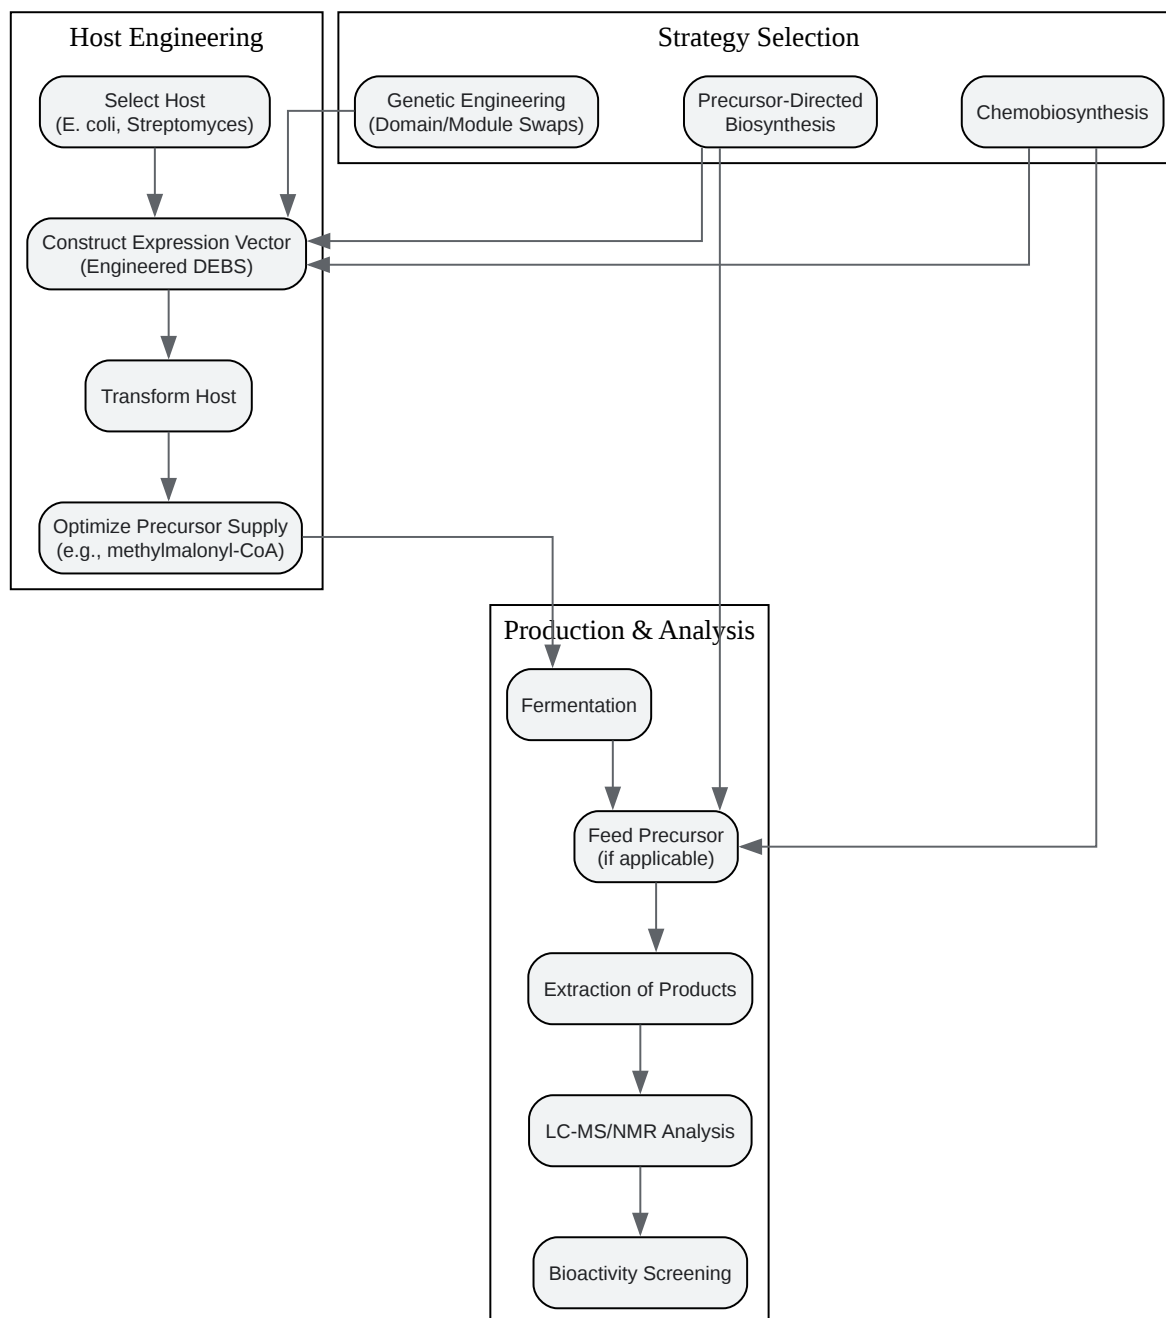 Host Engineering
Select Host
(E. coli, Streptomyces)
Construct Expression Vector
(Engineered DEBS)
Transform Host
Optimize Precursor Supply
(e.g., methylmalonyl-CoA)
Strategy Selection
Genetic Engineering
(Domain/Module Swaps)
Precursor-Directed
Biosynthesis
Chemobiosynthesis
Production & Analysis
Fermentation
Feed Precursor
(if applicable)
Extraction of Products
LC-MS/NMR Analysis
Bioactivity Screening